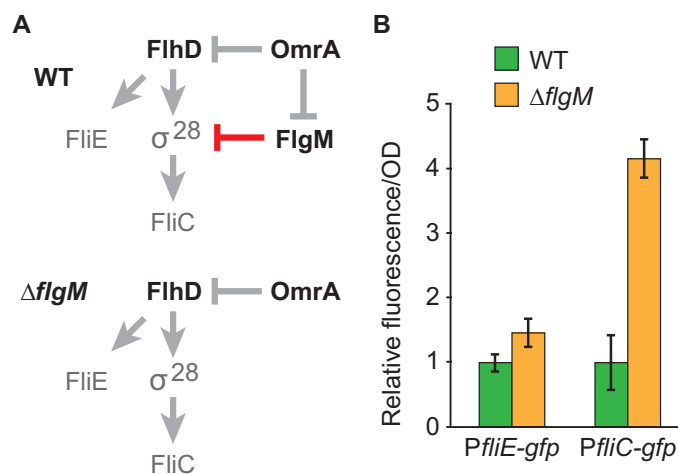 A
FlhD OmrA
WT
FliE σ28 FlgM
FliC
ΔflgM FlhD OmrA
FliE σ28
FliC
B
WT
ΔflgM
Relative fluorescence/OD
5
4
3
2
1
0
PfliE-gfp PfliC-gfp